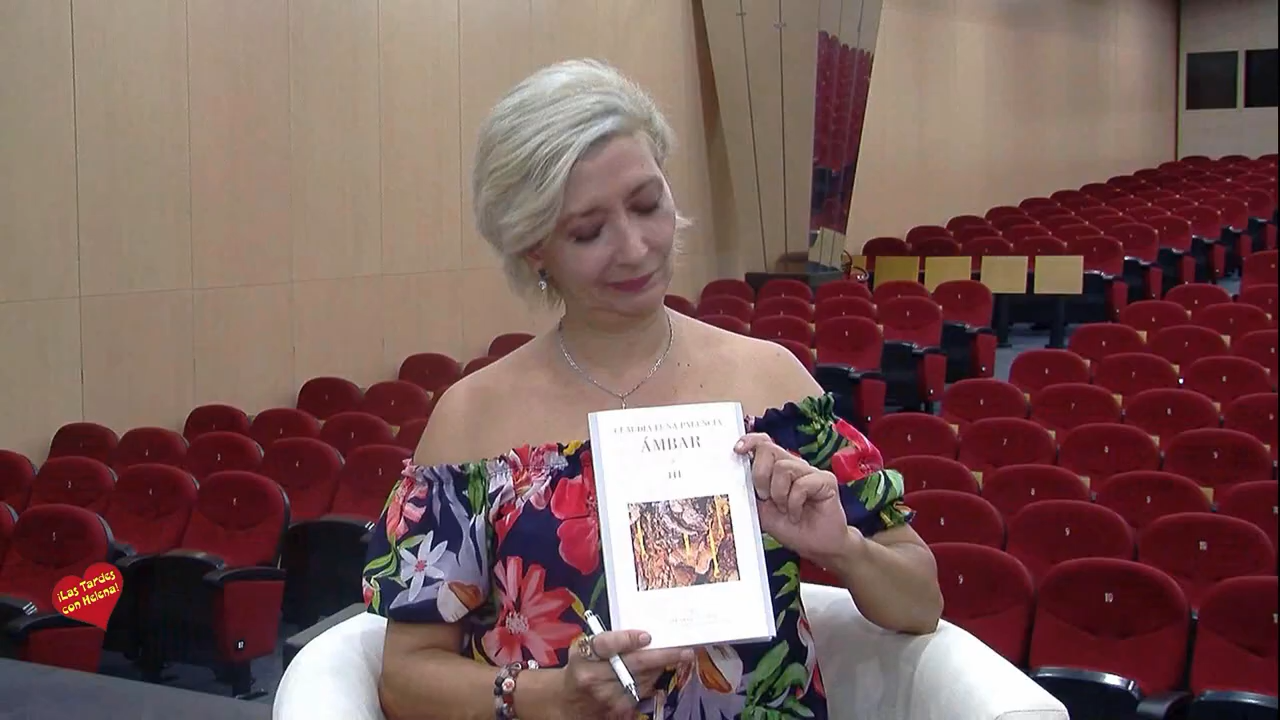 CLAUDIA LUNA PALENCIA
ÁMBAR
III
¡Las Tardes
con Helena!